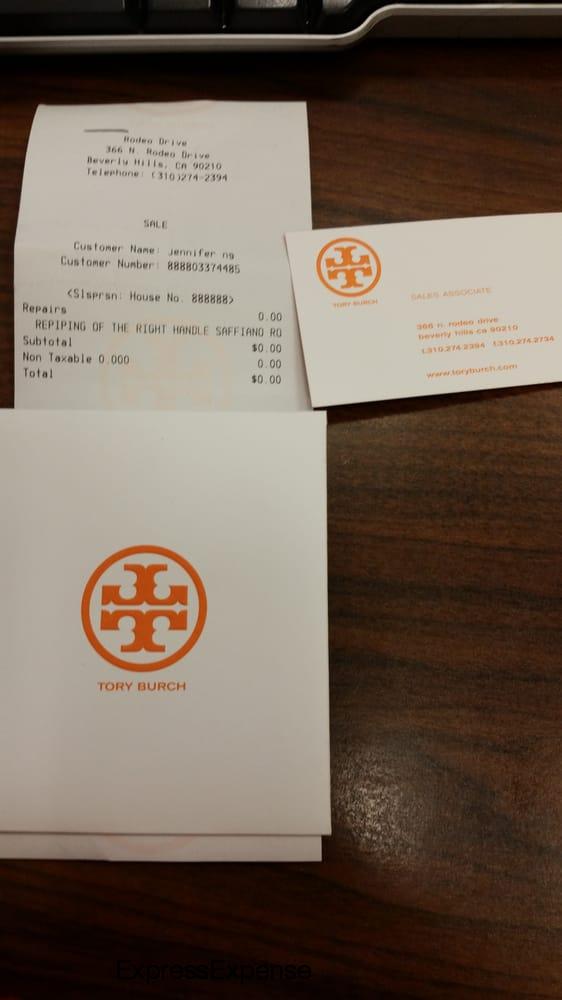 Rodeo Drive
366 N. Rodeo Drive
Beverly Hills, CA 90210
Telephone: (310)274-2394
SALE
Customer Name: jennifer ng
Customer Number: 888803374485
<Slsprsn: House No. 888888>
Repairs 0.00
REPIPING OF THE RIGHT HANDLE SAFFIANO RO
Subtotal $0.00
Non Taxable 0.000 0.00
Total $0.00
TORY BURCH
SALES ASSOCIATE
366 n. rodeo drive
beverly hills ca 90210
t.310.274.2394 f.310.274.2734
www.toryburch.com
TORY BURCH
ExpressExpense